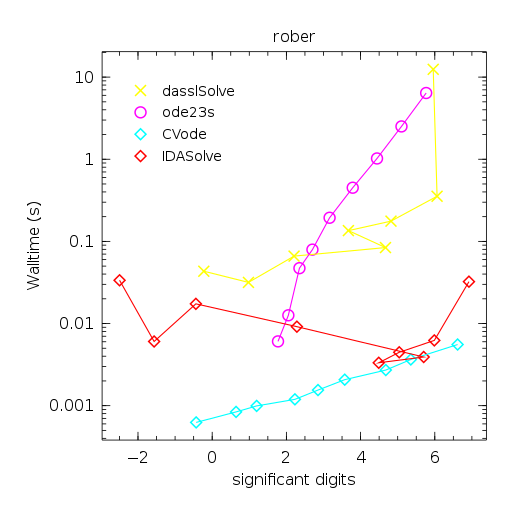 rober
10
1
0.1
0.01
0.001
Walltime (s)
dasslSolve
ode23s
CVode
IDASolve
−2 0 2 4 6
significant digits